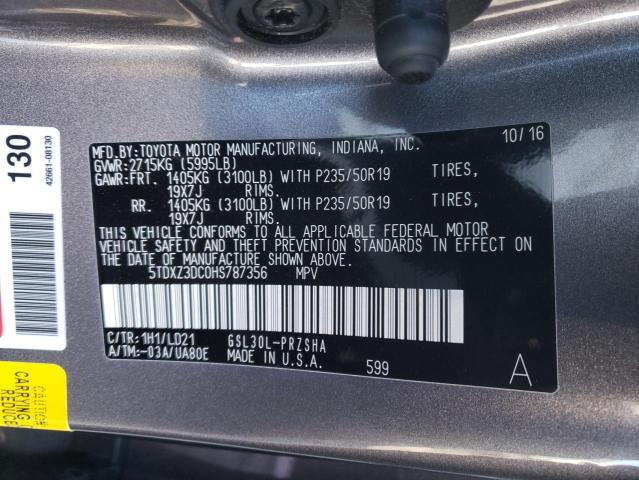 MFD.BY:TOYOTA MOTOR MANUFACTURING, INDIANA, INC. 10/16
GVWR:2715KG (5995LB)
GAWR:FRT. 1405KG (3100LB) WITH P235/50R19 TIRES,
19X7J RIMS.
RR. 1405KG (3100LB) WITH P235/50R19 TIRES,
19X7J RIMS.
THIS VEHICLE CONFORMS TO ALL APPLICABLE FEDERAL MOTOR
VEHICLE SAFETY AND THEFT PREVENTION STANDARDS IN EFFECT ON
THE DATE OF MANUFACTURE SHOWN ABOVE.
5TDXZ3DC0HS787356 MPV
C/TR:1H1/LD21 GSL30L-PRZSHA
A/TM:-03A/UA80E MADE IN U.S.A. 599 A
130
42661-08130
CAUTION
CARRYING
REDUCE